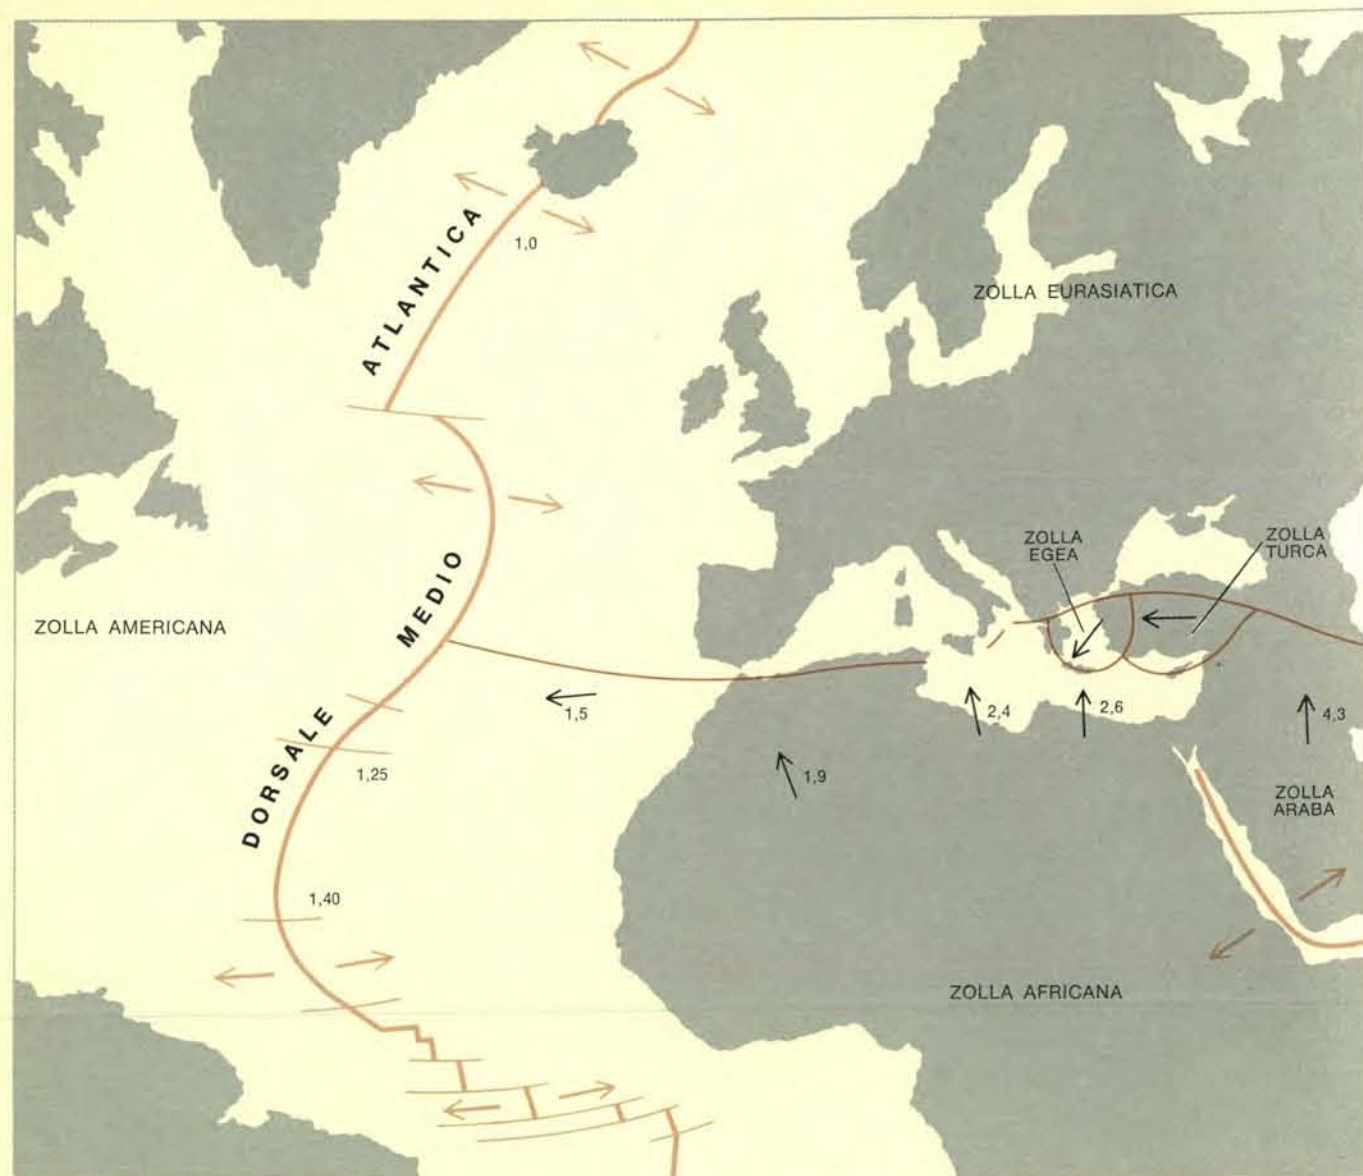 ATLANTICA
1,0
ZOLLA EURASIATICA
ZOLLA
EGEA
ZOLLA
TURCA
MEDIO
ZOLLA AMERICANA
1,5
2,4
2,6
4,3
DORSALE
1,25
1,9
ZOLLA
ARABA
1,40
ZOLLA AFRICANA